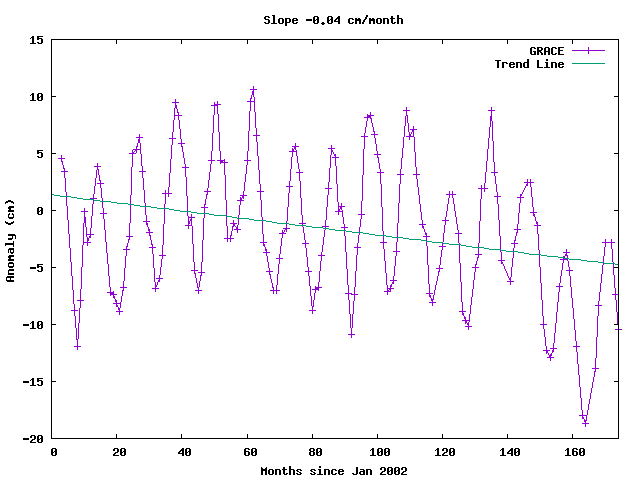 Slope -0.04 cm/month
GRACE
Trend Line
15
10
5
0
-5
-10
-15
-20
Anomaly (cm)
0 20 40 60 80 100 120 140 160
Months since Jan 2002